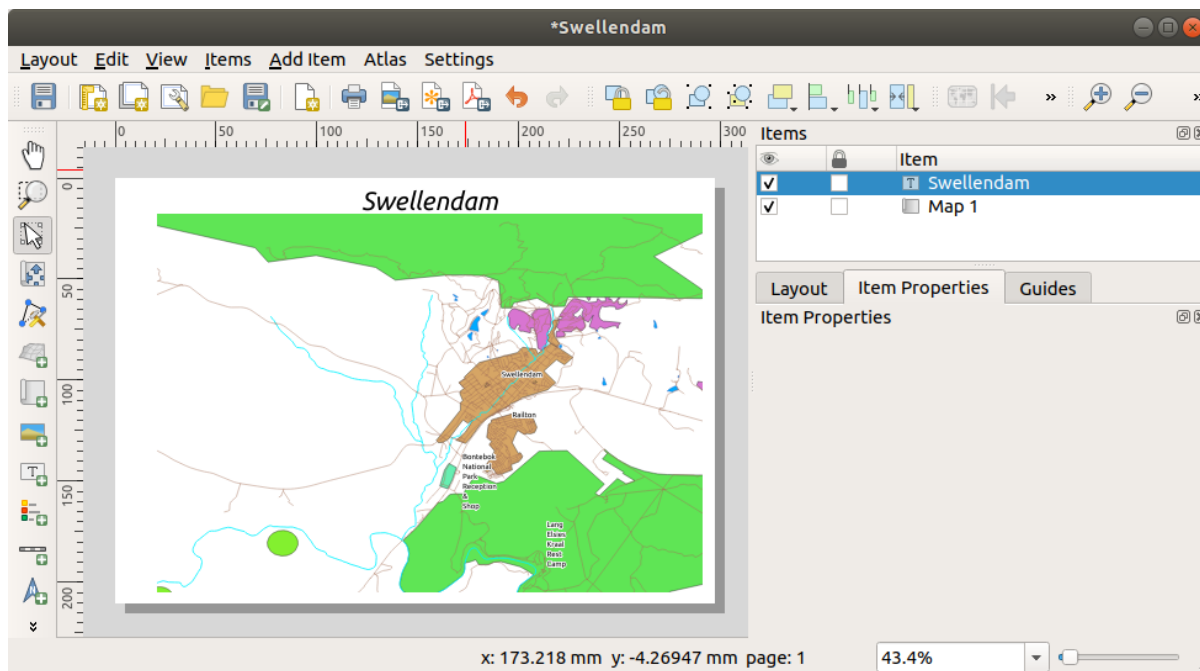 *Swellendam
Layout Edit View Items Add Item Atlas Settings
»
»
0 50 100 150 200 250 300
0
50
100
150
200
Items
Item
Swellendam
Map 1
Layout Item Properties Guides
Item Properties
Swellendam
Swellendam
Railton
Bontebok
National
Park
Reception
&
Shop
Lang
Elsies
Kraal
Rest
Camp
x: 173.218 mm y: -4.26947 mm page: 1 43.4%